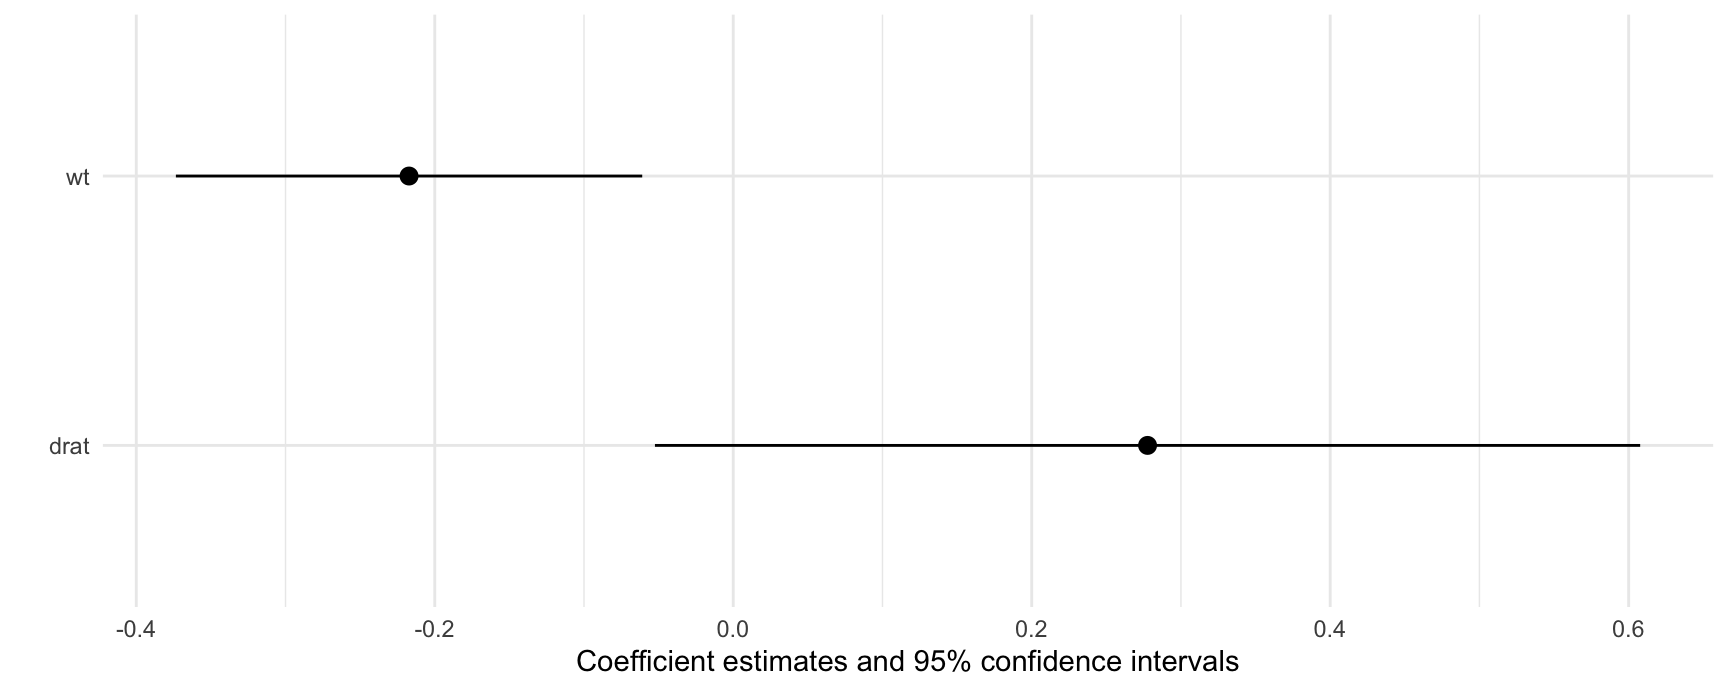 wt
drat
-0.4 -0.2 0.0 0.2 0.4 0.6
Coefficient estimates and 95% confidence intervals